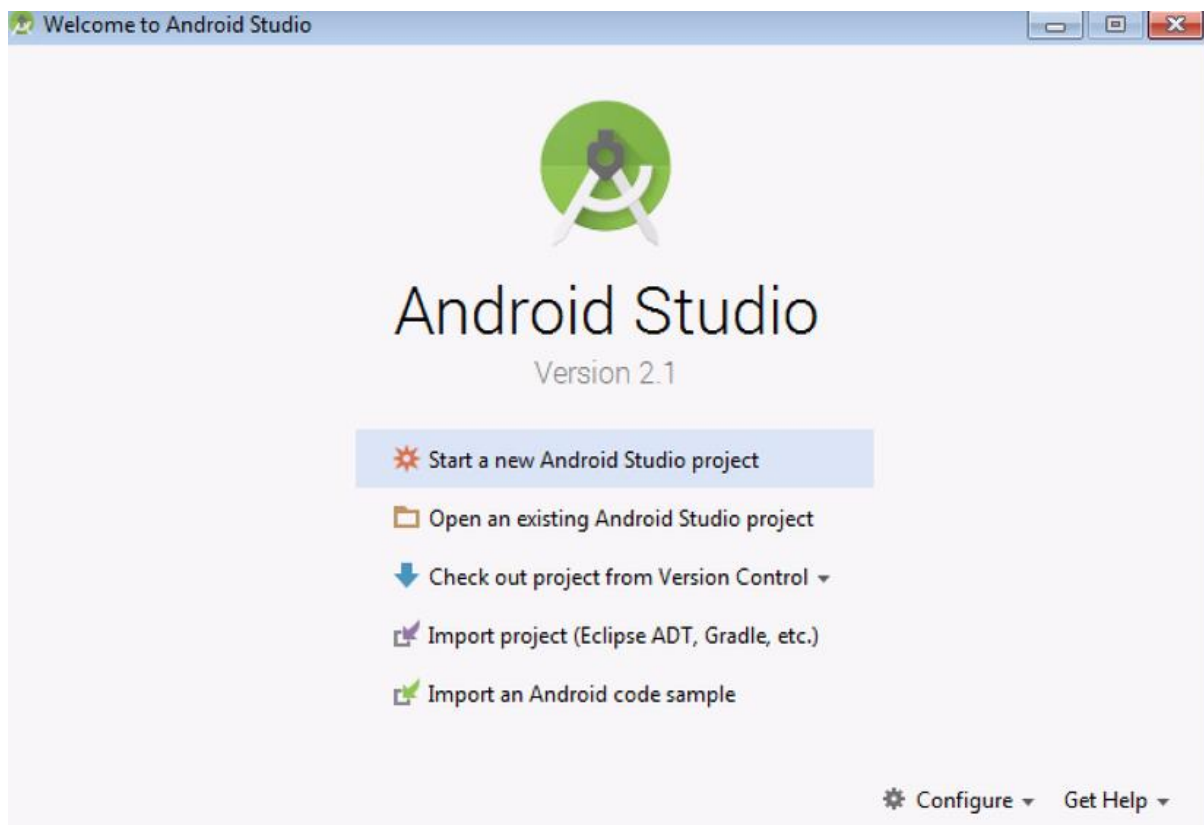 Welcome to Android Studio
Android Studio
Version 2.1
Start a new Android Studio project
Open an existing Android Studio project
Check out project from Version Control
Import project (Eclipse ADT, Gradle, etc.)
Import an Android code sample
Configure Get Help